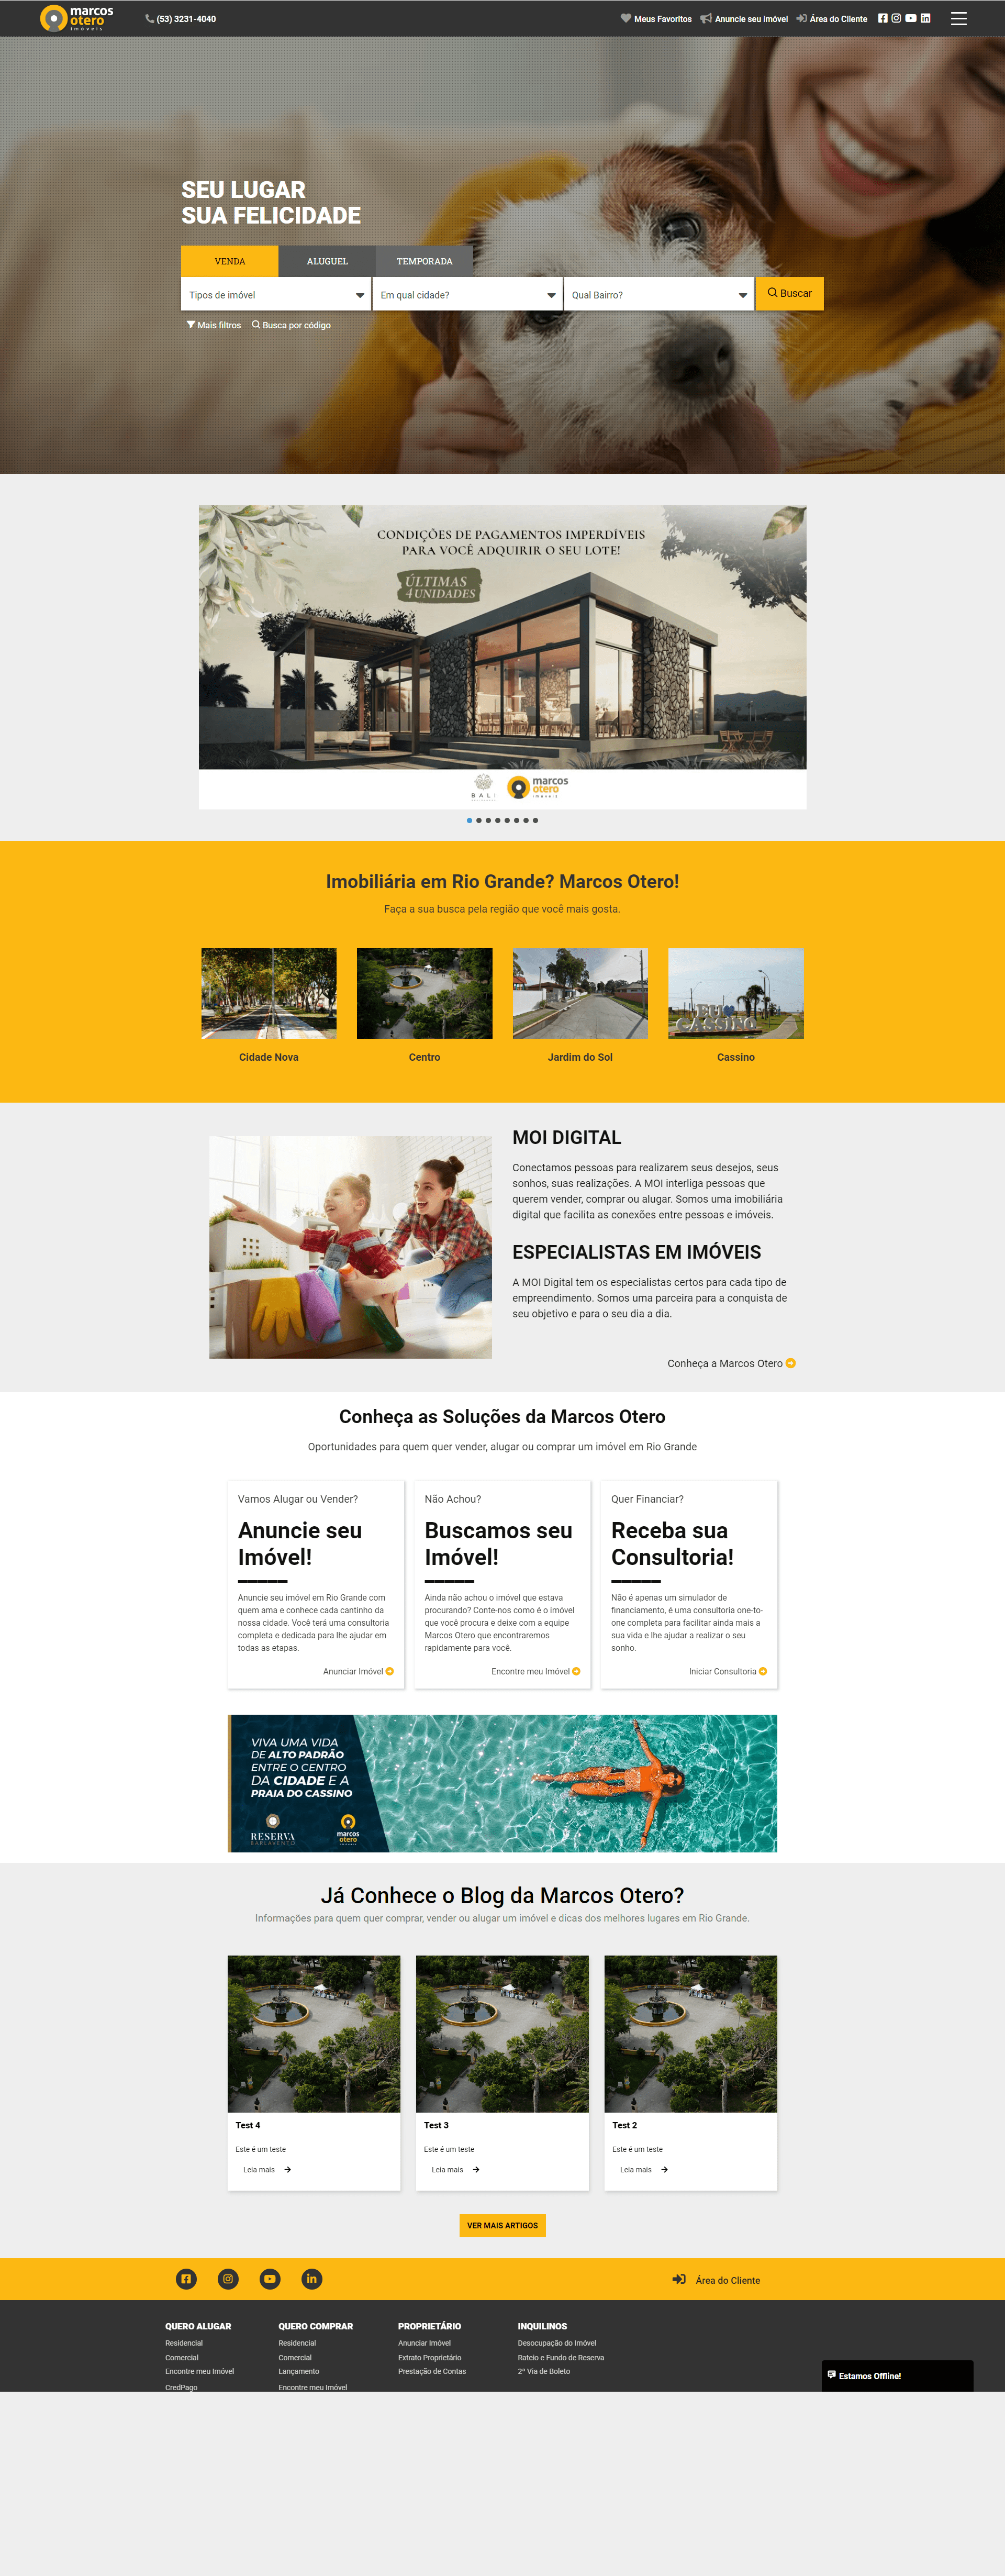 marcos
otero
imóveis
(53) 3231-4040
Meus Favoritos
Anuncie seu imóvel
Área do Cliente
SEU LUGAR
SUA FELICIDADE
VENDA
ALUGUEL
TEMPORADA
Tipos de imóvel
Em qual cidade?
Qual Bairro?
Buscar
Mais filtros
Busca por código
CONDIÇÕES DE PAGAMENTOS IMPERDÍVEIS
PARA VOCÊ ADQUIRIR O SEU LOTE!
ÚLTIMAS
4 UNIDADES
BALI
marcos
otero
imóveis
Imobiliária em Rio Grande? Marcos Otero!
Faça a sua busca pela região que você mais gosta.
EU
CASSINO
Cidade Nova
Centro
Jardim do Sol
Cassino
MOI DIGITAL
Conectamos pessoas para realizarem seus desejos, seus
sonhos, suas realizações. A MOI interliga pessoas que
querem vender, comprar ou alugar. Somos uma imobiliária
digital que facilita as conexões entre pessoas e imóveis.
ESPECIALISTAS EM IMÓVEIS
A MOI Digital tem os especialistas certos para cada tipo de
empreendimento. Somos uma parceira para a conquista de
seu objetivo e para o seu dia a dia.
Conheça a Marcos Otero
Conheça as Soluções da Marcos Otero
Oportunidades para quem quer vender, alugar ou comprar um imóvel em Rio Grande
Vamos Alugar ou Vender?
Anuncie seu
Imóvel!
Anuncie seu imóvel em Rio Grande com
quem ama e conhece cada cantinho da
nossa cidade. Você terá uma consultoria
completa e dedicada para lhe ajudar em
todas as etapas.
Anunciar Imóvel
Não Achou?
Buscamos seu
Imóvel!
Ainda não achou o imóvel que estava
procurando? Conte-nos como é o imóvel
que você procura e deixe com a equipe
Marcos Otero que encontraremos
rapidamente para você.
Encontre meu Imóvel
Quer Financiar?
Receba sua
Consultoria!
Não é apenas um simulador de
financiamento, é uma consultoria one-to-
one completa para facilitar ainda mais a
sua vida e lhe ajudar a realizar o seu
sonho.
Iniciar Consultoria
VIVA UMA VIDA
DE ALTO PADRÃO
ENTRE O CENTRO
DA CIDADE E A
PRAIA DO CASSINO
RESERVA
BARLAVENTO
marcos
otero
imóveis
Já Conhece o Blog da Marcos Otero?
Informações para quem quer comprar, vender ou alugar um imóvel e dicas dos melhores lugares em Rio Grande.
Test 4
Este é um teste
Leia mais
Test 3
Este é um teste
Leia mais
Test 2
Este é um teste
Leia mais
VER MAIS ARTIGOS
Área do Cliente
QUERO ALUGAR
Residencial
Comercial
Encontre meu Imóvel
CredPago
QUERO COMPRAR
Residencial
Comercial
Lançamento
Encontre meu Imóvel
PROPRIETÁRIO
Anunciar Imóvel
Extrato Proprietário
Prestação de Contas
INQUILINOS
Desocupação do Imóvel
Rateio e Fundo de Reserva
2ª Via de Boleto
Estamos Offline!